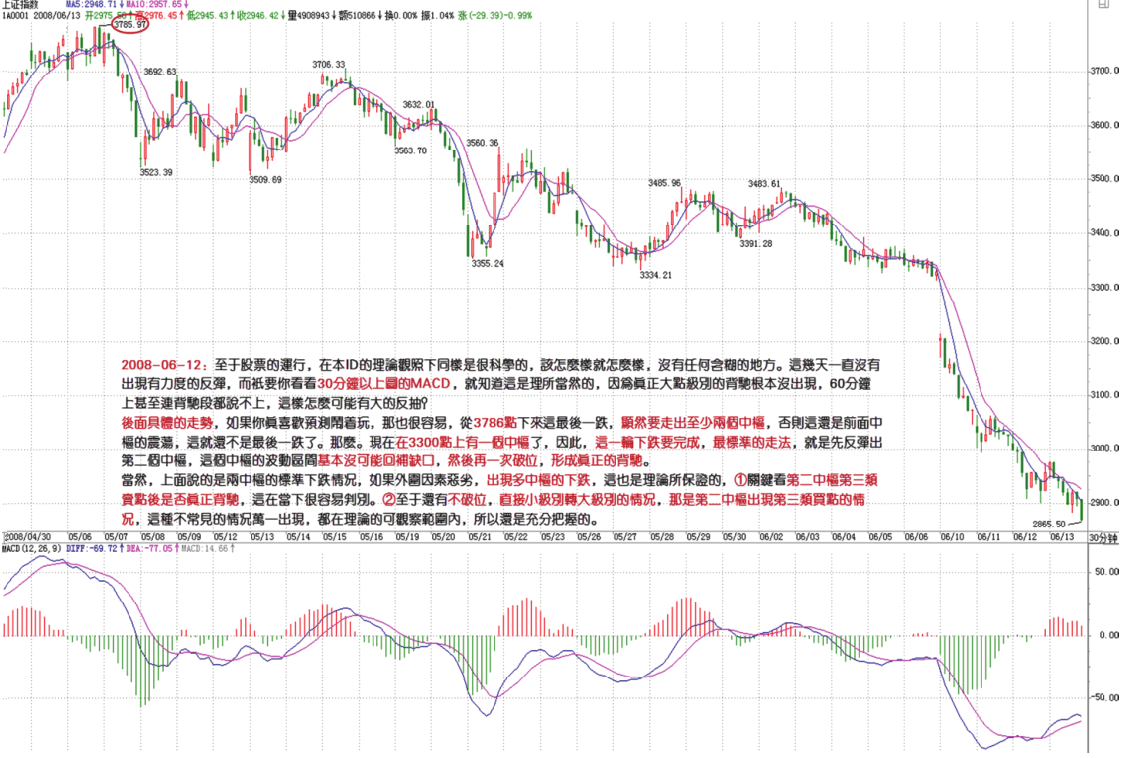 上证指数 MA5:2948.71↓MA10:2957.65↓
1A0001 2008/06/13 开2975.50↑高2976.45↑低2945.43↑收2946.42↓量4908943↓额510866↓换0.00% 振1.04% 涨(-29.39)-0.99%
3785.97
3706.33
3692.63
3700.0
3632.01
3600.0
3560.36
3563.70
3523.39
3509.69
3500.0
3485.96
3483.61
3400.0
3391.28
3355.24
3334.21
3300.0
3200.0
2008-06-12：至于股票的運行，在本ID的理論觀照下同樣是很科學的，該怎麼樣就怎麼樣，沒有任何含糊的地方。這幾天一直沒有
出現有力度的反彈，而衹要你看看30分鐘以上圖的MACD，就知道這是理所當然的，因爲眞正大點級別的背馳根本沒出現，60分鐘
上甚至連背馳段都說不上，這樣怎麼可能有大的反抽？
3100.0
後面具體的走勢，如果你眞喜歡預測鬧着玩，那也很容易，從3786點下來這最後一跌，顯然要走出至少兩個中樞，否則這還是前面中
樞的震蕩，這就還不是最後一跌了。那麼。現在在3300點上有一個中樞了，因此，這一輪下跌要完成，最標準的走法，就是先反彈出
3000.0
第二個中樞，這個中樞的波動區間基本沒可能回補缺口，然後再一次破位，形成眞正的背馳。
當然，上面說的是兩中樞的標準下跌情況，如果外圍因素惡劣，出現多中樞的下跌，這也是理論所保證的，①關鍵看第二中樞第三類
賣點後是否眞正背馳，這在當下很容易判別。②至于還有不破位，直接小級別轉大級別的情況，那是第二中樞出現第三類買點的情
2900.0
況，這種不常見的情況萬一出現，都在理論的可觀察範圍內，所以還是充分把握的。
2865.50
2008/04/30 05/06 05/07 05/08 05/09 05/12 05/13 05/14 05/15 05/16 05/19 05/20 05/21 05/22 05/23 05/26 05/27 05/28 05/29 05/30 06/02 06/03 06/04 06/05 06/06 06/10 06/11 06/12 06/13 30分钟
MACD(12,26,9) DIFF:-69.72↑DEA:-77.05↑MACD:14.66↑
50.00
0.00
-50.00